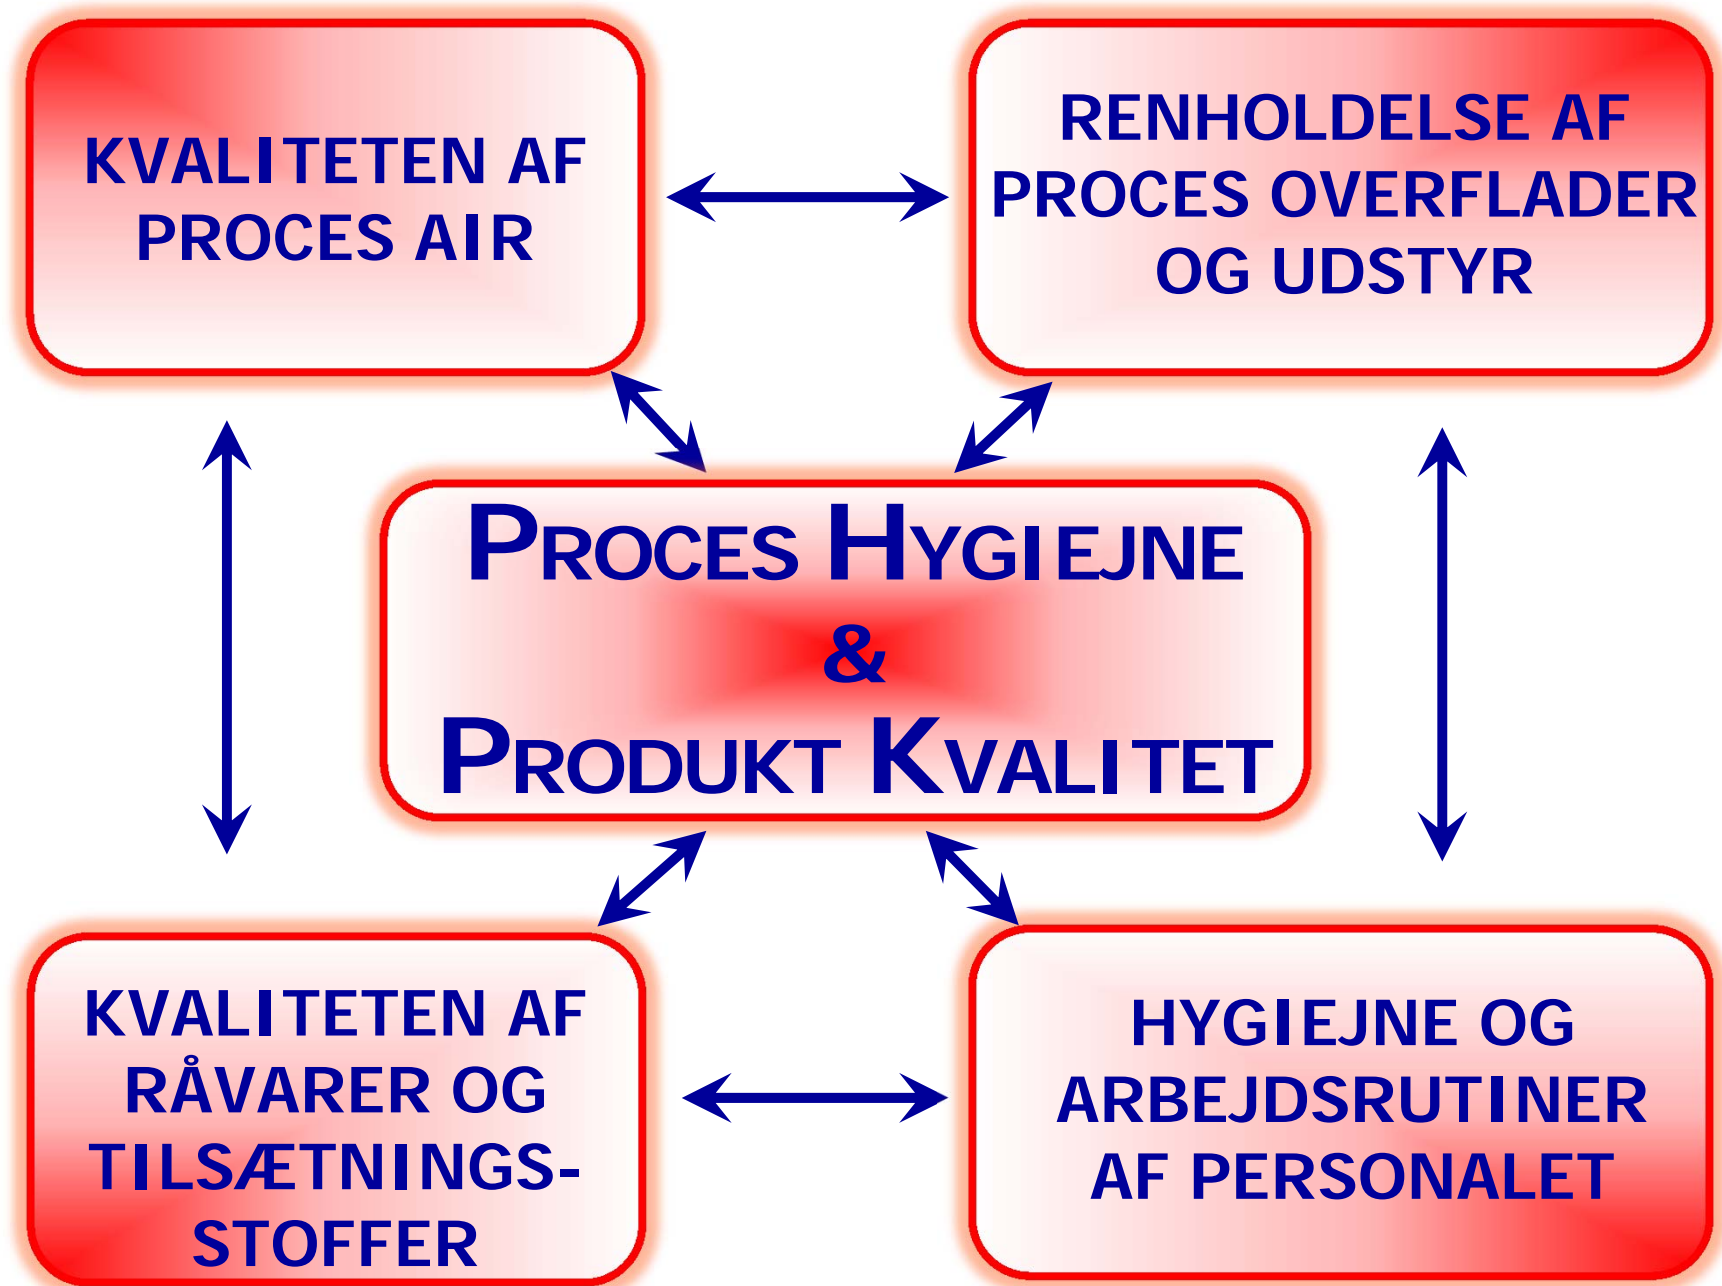 KVALITETEN AF
PROCES AIR
RENHOLDELSE AF
PROCES OVERFLADER
OG UDSTYR
PROCES HYGIEJNE
&
PRODUKT KVALITET
KVALITETEN AF
RÅVARER OG
TILSÆTNINGS-
STOFFER
HYGIEJNE OG
ARBEJDSRUTINER
AF PERSONALET